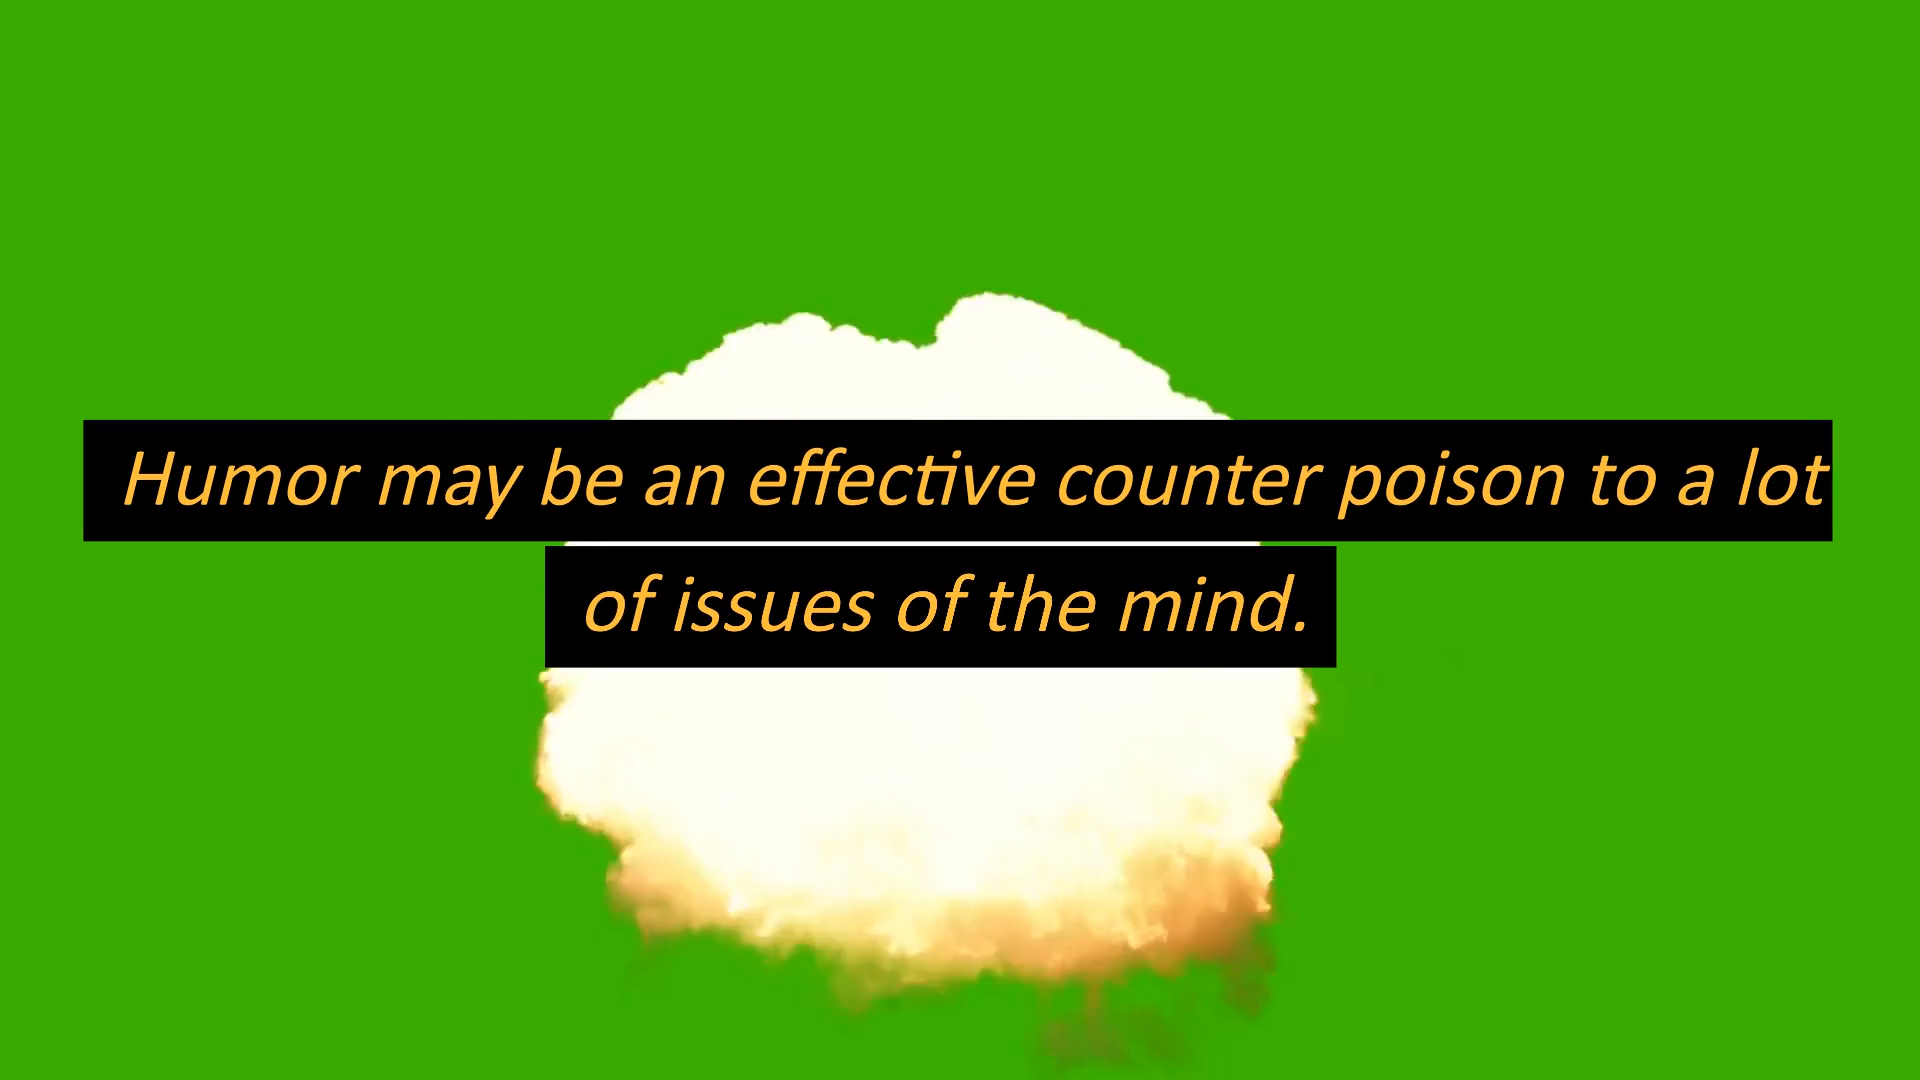 Humor may be an effective counter poison to a lot
of issues of the mind.